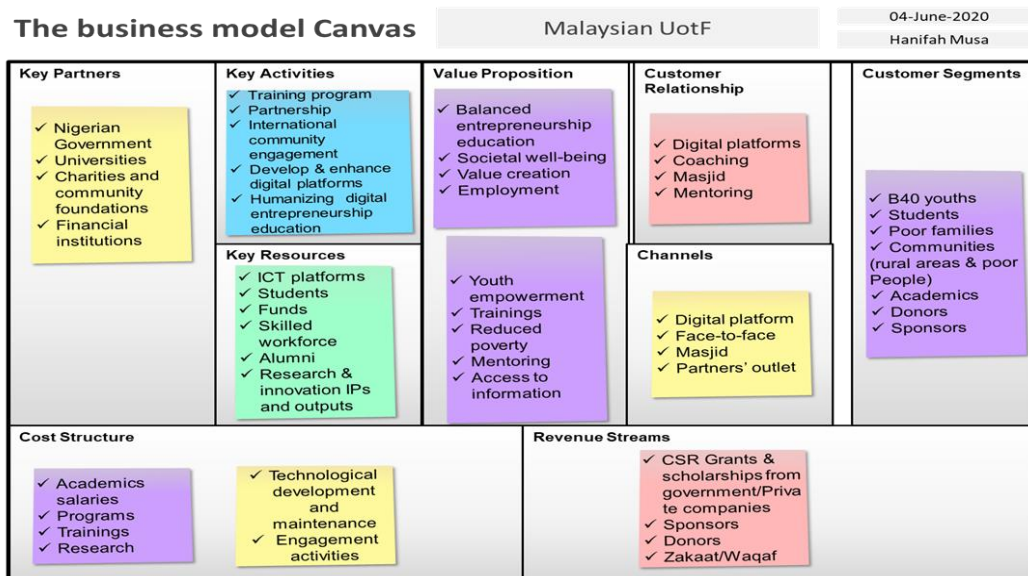 The business model Canvas
Malaysian UotF
04-June-2020
Hanifah Musa
Key Partners
✓ Nigerian
Government
✓ Universities
✓ Charities and
community
foundations
✓ Financial
institutions
Key Activities
✓ Training program
✓ Partnership
✓ International
community
engagement
✓ Develop & enhance
digital platforms
✓ Humanizing digital
entrepreneurship
education
Key Resources
✓ ICT platforms
✓ Students
✓ Funds
✓ Skilled
workforce
✓ Alumni
✓ Research &
innovation IPs
and outputs
Value Proposition
✓ Balanced
entrepreneurship
education
✓ Societal well-being
✓ Value creation
✓ Employment
✓ Youth
empowerment
✓ Trainings
✓ Reduced
poverty
✓ Mentoring
✓ Access to
information
Customer
Relationship
✓ Digital platforms
✓ Coaching
✓ Masjid
✓ Mentoring
Channels
✓ Digital platform
✓ Face-to-face
✓ Masjid
✓ Partners’ outlet
Customer Segments
✓ B40 youths
✓ Students
✓ Poor families
✓ Communities
(rural areas & poor
People)
✓ Academics
✓ Donors
✓ Sponsors
Cost Structure
✓ Academics
salaries
✓ Programs
✓ Trainings
✓ Research
✓ Technological
development
and
maintenance
✓ Engagement
activities
Revenue Streams
✓ CSR Grants &
scholarships from
government/Priva
te companies
✓ Sponsors
✓ Donors
✓ Zakaat/Waqaf